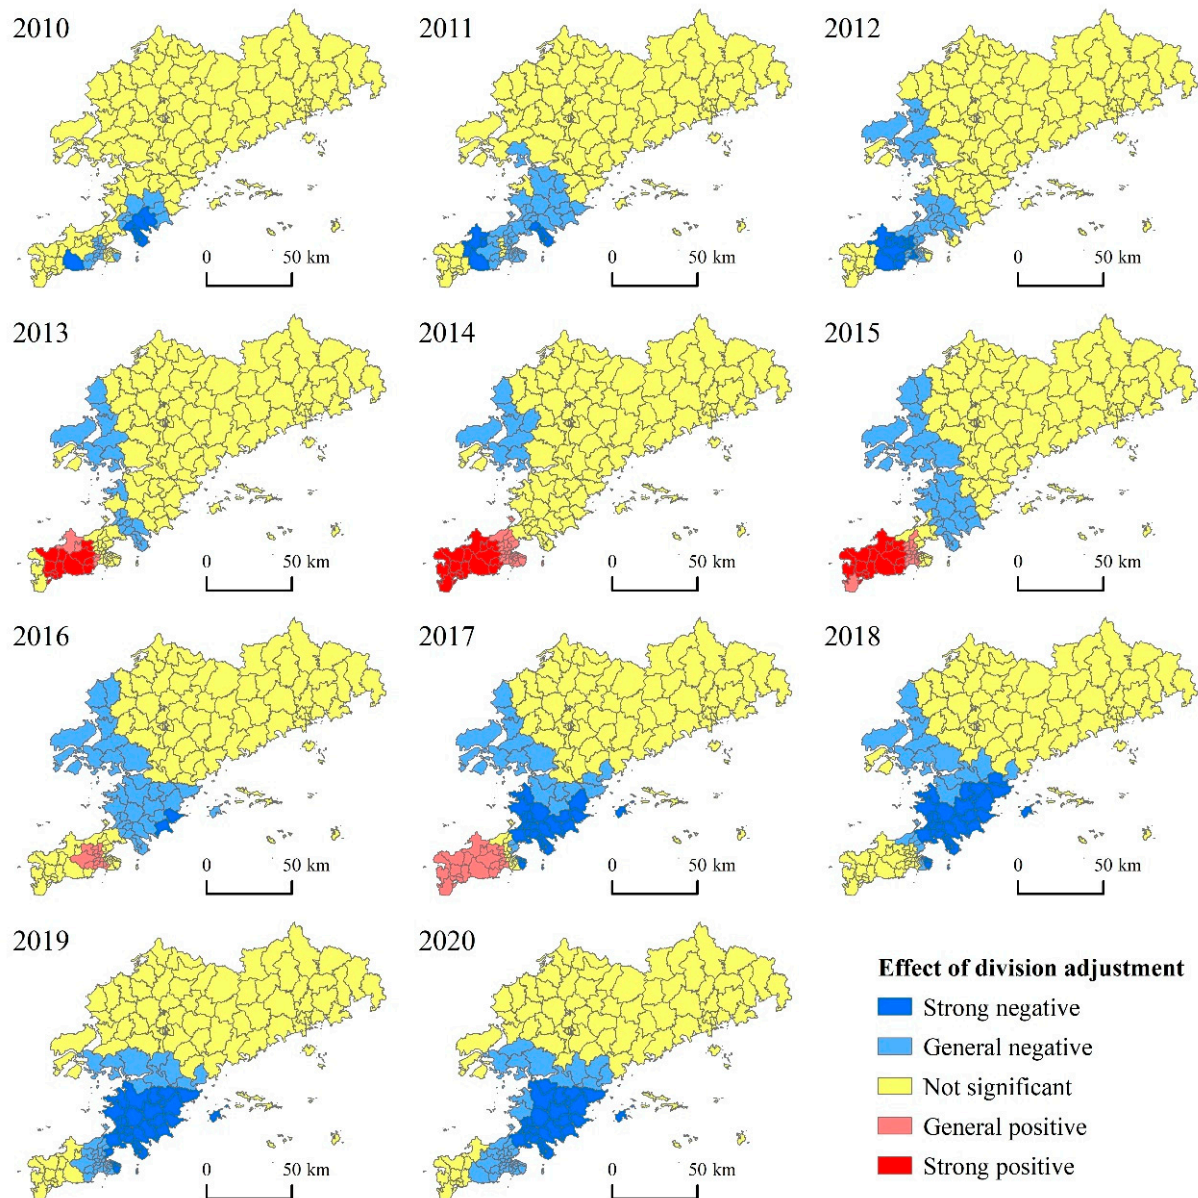 2010
2011
2012
0 50 km
0 50 km
0 50 km
2013
2014
2015
0 50 km
0 50 km
0 50 km
2016
2017
2018
0 50 km
0 50 km
0 50 km
2019
2020
Effect of division adjustment
Strong negative
General negative
Not significant
General positive
Strong positive
0 50 km
0 50 km